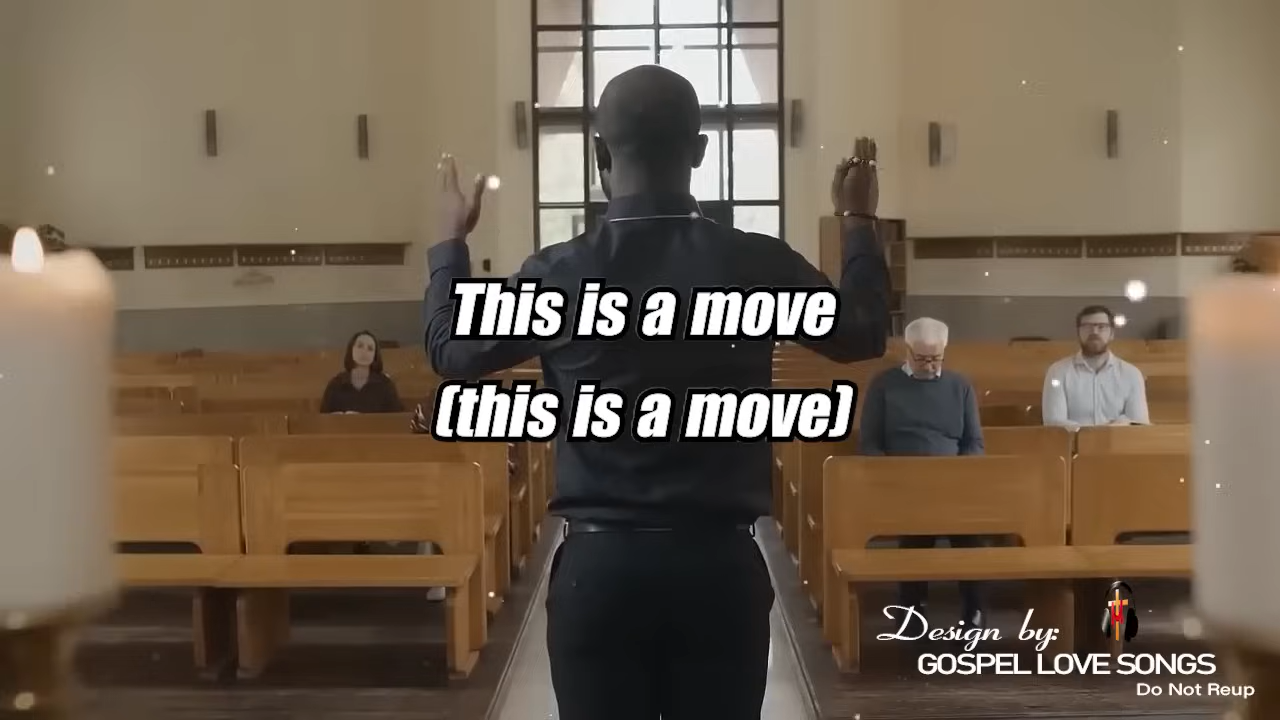 This is a move
(this is a move)
Design by:
GOSPEL LOVE SONGS
Do Not Reup